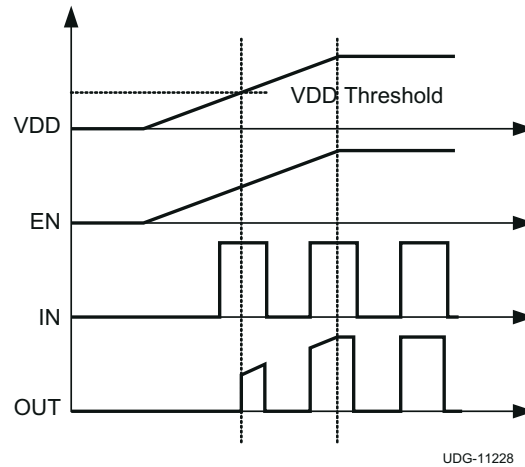 VDD Threshold
VDD
EN
IN
OUT
UDG-11228